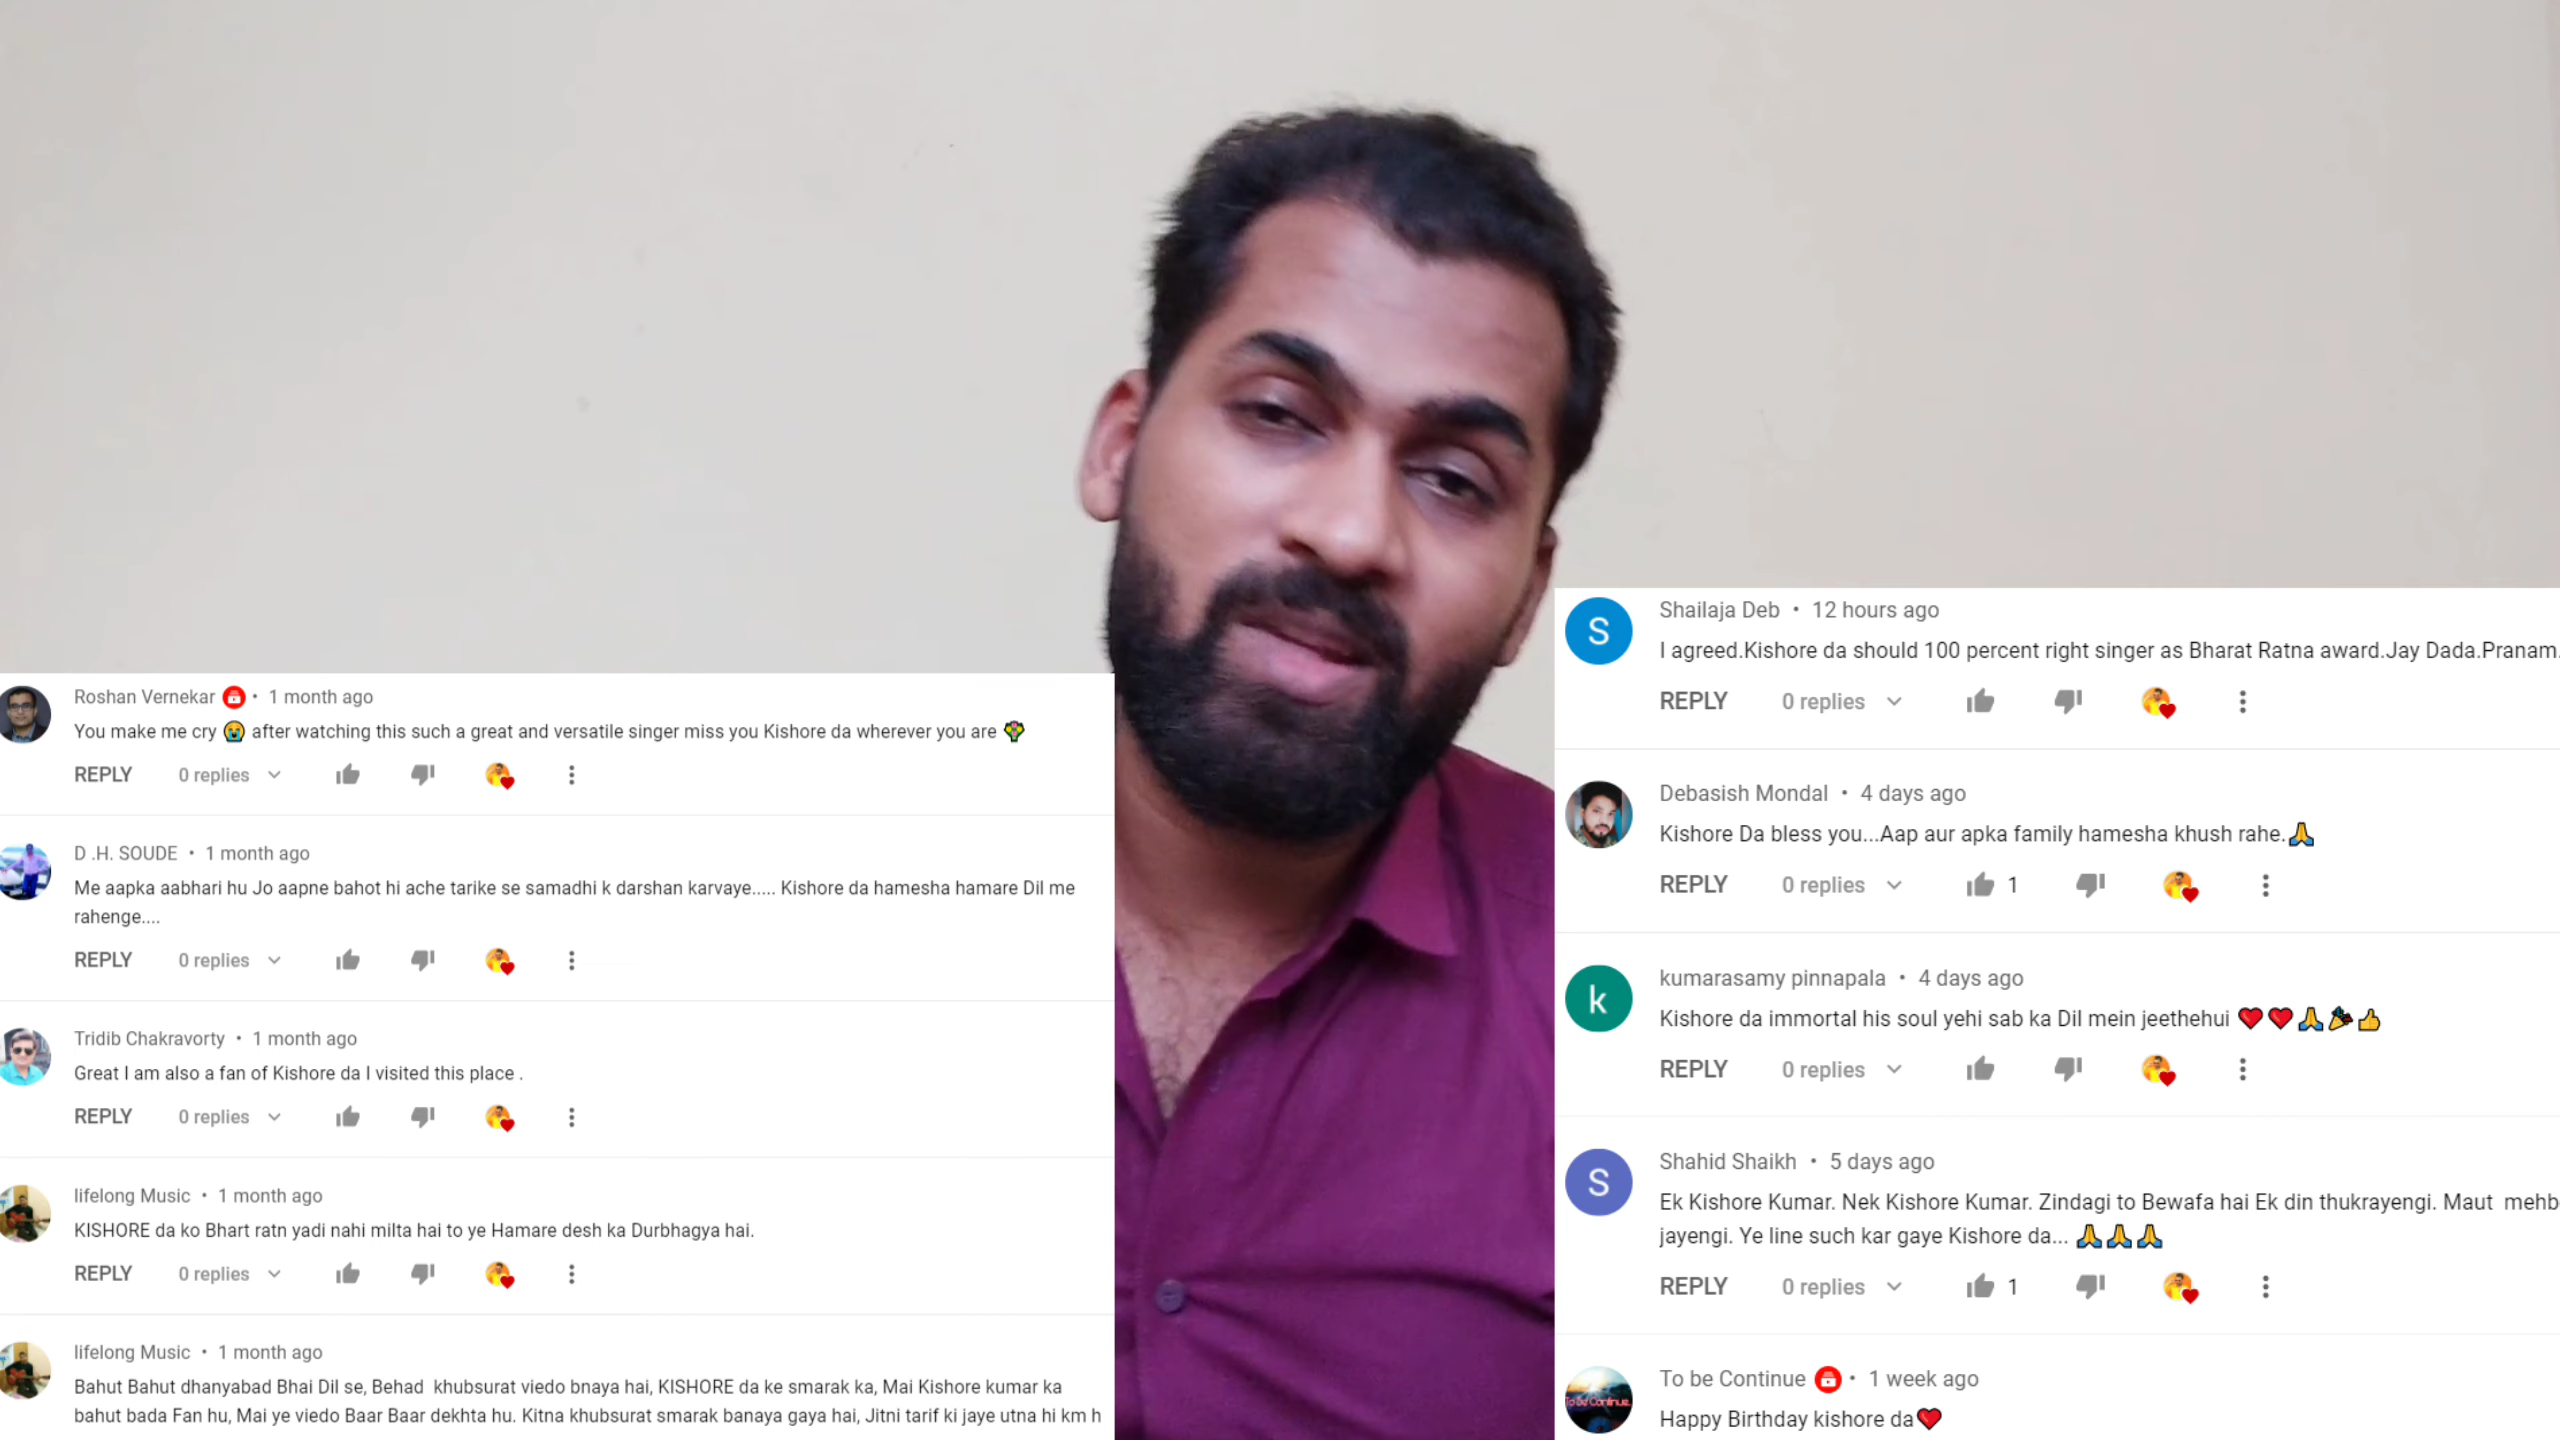 Roshan Vernekar • 1 month ago
You make me cry 😭 after watching this such a great and versatile singer miss you Kishore da wherever you are 💐
REPLY 0 replies
D .H. SOUDE • 1 month ago
Me aapka aabhari hu Jo aapne bahot hi ache tarike se samadhi k darshan karvaye..... Kishore da hamesha hamare Dil me
rahenge....
REPLY 0 replies
Tridib Chakravorty • 1 month ago
Great I am also a fan of Kishore da I visited this place .
REPLY 0 replies
lifelong Music • 1 month ago
KISHORE da ko Bhart ratn yadi nahi milta hai to ye Hamare desh ka Durbhagya hai.
REPLY 0 replies
lifelong Music • 1 month ago
Bahut Bahut dhanyabad Bhai Dil se, Behad khubsurat viedo bnaya hai, KISHORE da ke smarak ka, Mai Kishore kumar ka
bahut bada Fan hu, Mai ye viedo Baar Baar dekhta hu. Kitna khubsurat smarak banaya gaya hai, Jitni tarif ki jaye utna hi km h
S
Shailaja Deb • 12 hours ago
I agreed.Kishore da should 100 percent right singer as Bharat Ratna award.Jay Dada.Pranam.
REPLY 0 replies
Debasish Mondal • 4 days ago
Kishore Da bless you...Aap aur apka family hamesha khush rahe.🙏
REPLY 0 replies 1
k
kumarasamy pinnapala • 4 days ago
Kishore da immortal his soul yehi sab ka Dil mein jeethehui ❤️❤️🙏🎉👍
REPLY 0 replies
S
Shahid Shaikh • 5 days ago
Ek Kishore Kumar. Nek Kishore Kumar. Zindagi to Bewafa hai Ek din thukrayengi. Maut mehb
jayengi. Ye line such kar gaye Kishore da... 🙏🙏🙏
REPLY 0 replies 1
To be Continue.
To be Continue • 1 week ago
Happy Birthday kishore da❤️